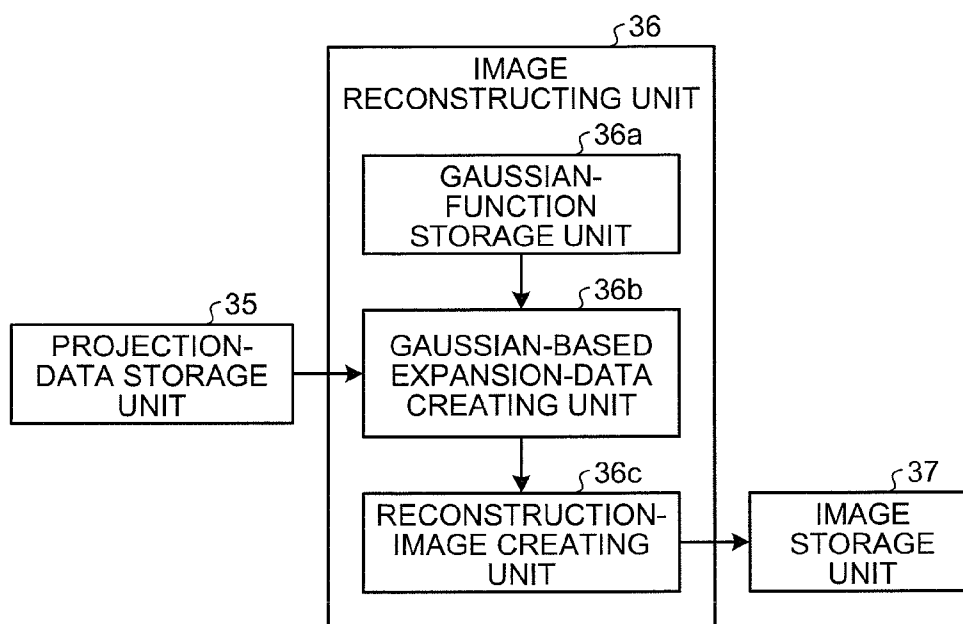 36
IMAGE
RECONSTRUCTING UNIT
36a
GAUSSIAN-
FUNCTION
STORAGE UNIT
35
PROJECTION-
DATA STORAGE
UNIT
36b
GAUSSIAN-BASED
EXPANSION-DATA
CREATING UNIT
36c
RECONSTRUCTION-
IMAGE CREATING
UNIT
37
IMAGE
STORAGE
UNIT